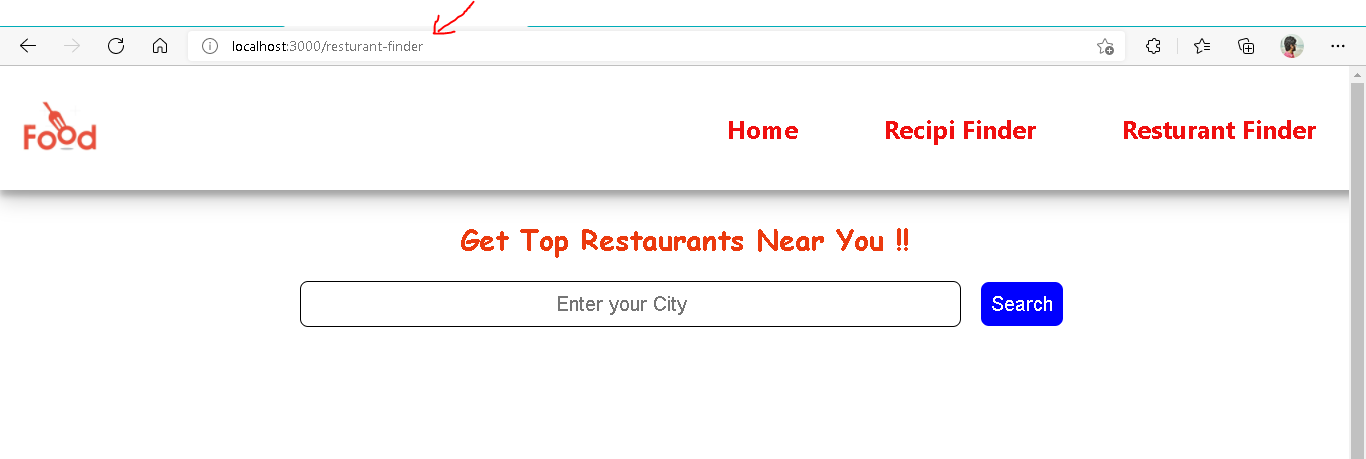 localhost:3000/resturant-finder
Food Home Recipi Finder Resturant Finder
Get Top Restaurants Near You !!
Enter your City Search